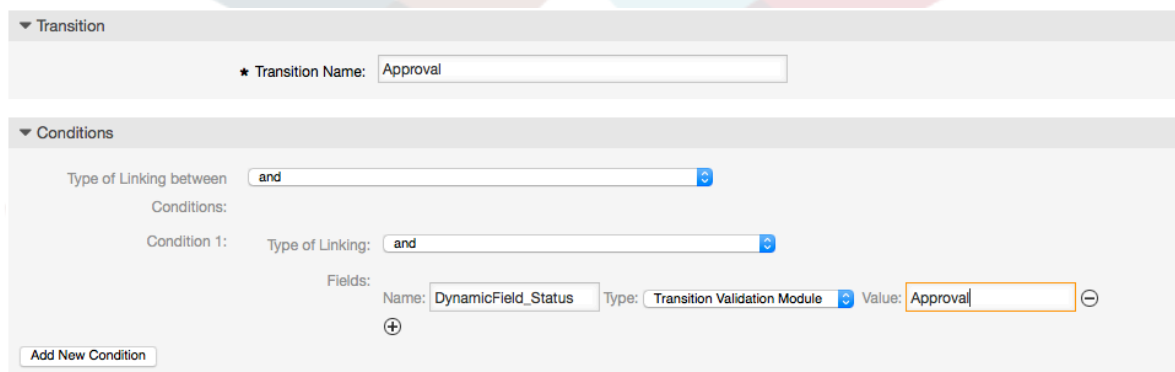 Transition
★ Transition Name: Approval
Conditions
Type of Linking between and
Conditions:
Condition 1: Type of Linking: and
Fields:
Name: DynamicField_Status Type: Transition Validation Module Value: Approval
Add New Condition